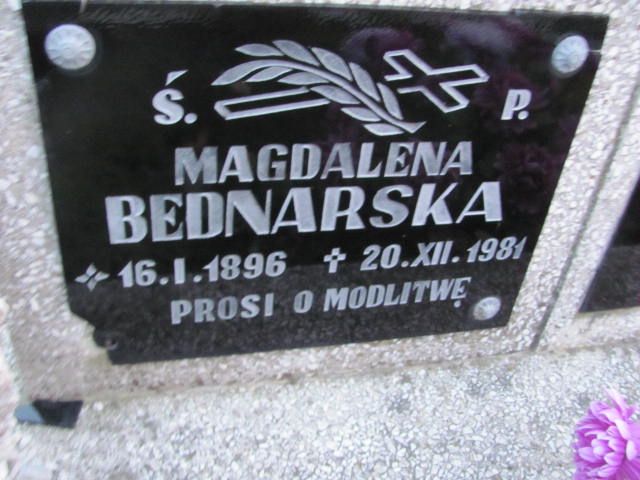 Ś. P.
MAGDALENA
BEDNARSKA
16.I.1896 ✝ 20.XII.1981
PROSI O MODLITWĘ